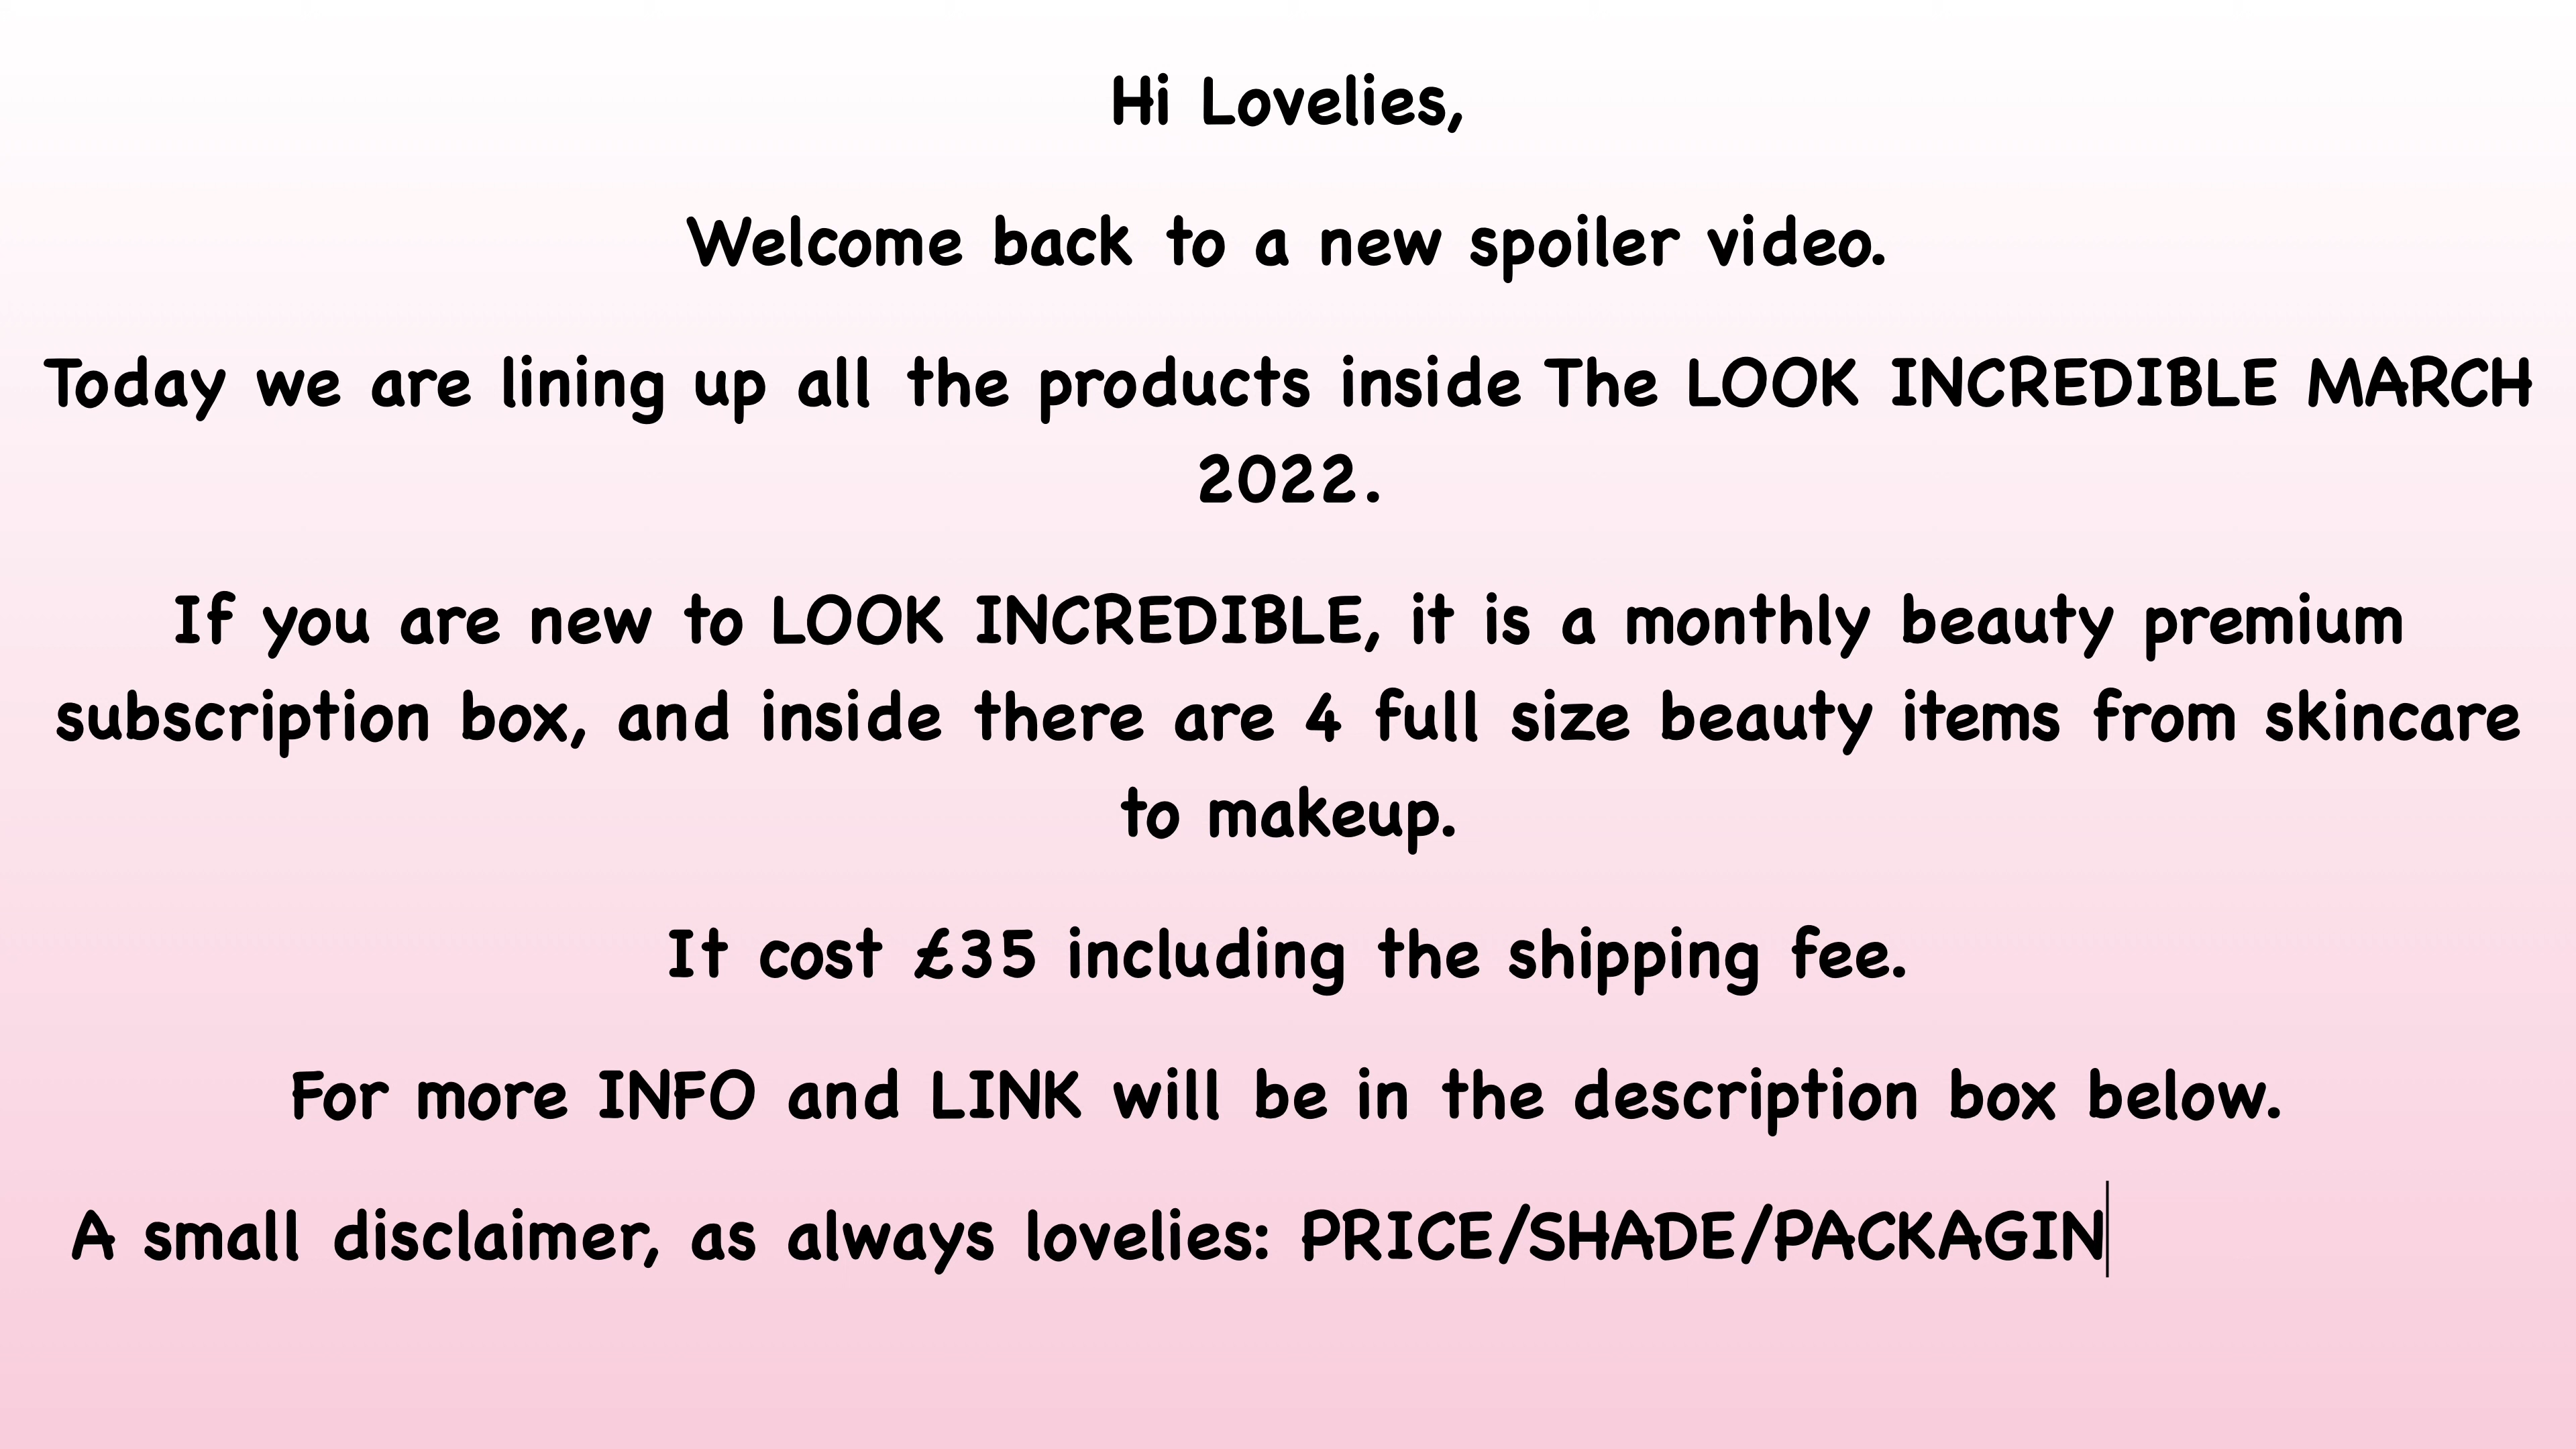 Hi Lovelies,
Welcome back to a new spoiler video.
Today we are lining up all the products inside The LOOK INCREDIBLE MARCH
2022.
If you are new to LOOK INCREDIBLE, it is a monthly beauty premium
subscription box, and inside there are 4 full size beauty items from skincare
to makeup.
It cost £35 including the shipping fee.
For more INFO and LINK will be in the description box below.
A small disclaimer, as always lovelies: PRICE/SHADE/PACKAGIN